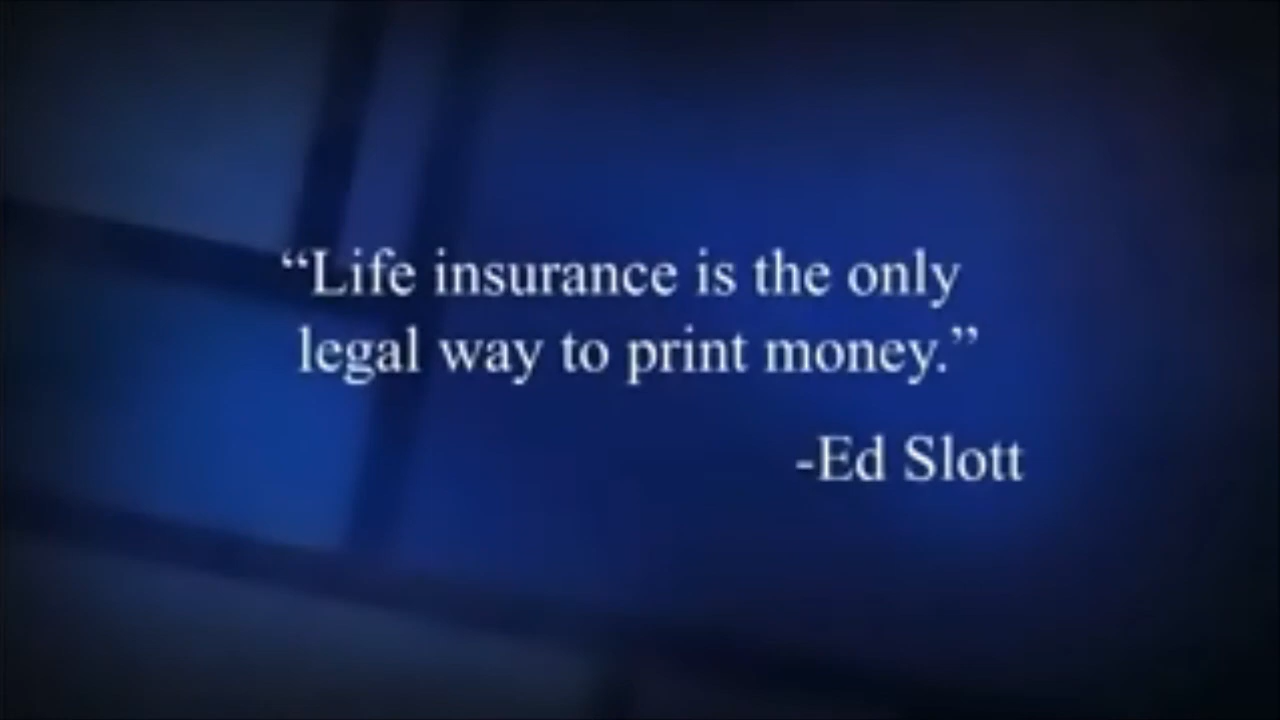 “Life insurance is the only
legal way to print money.”
-Ed Slott